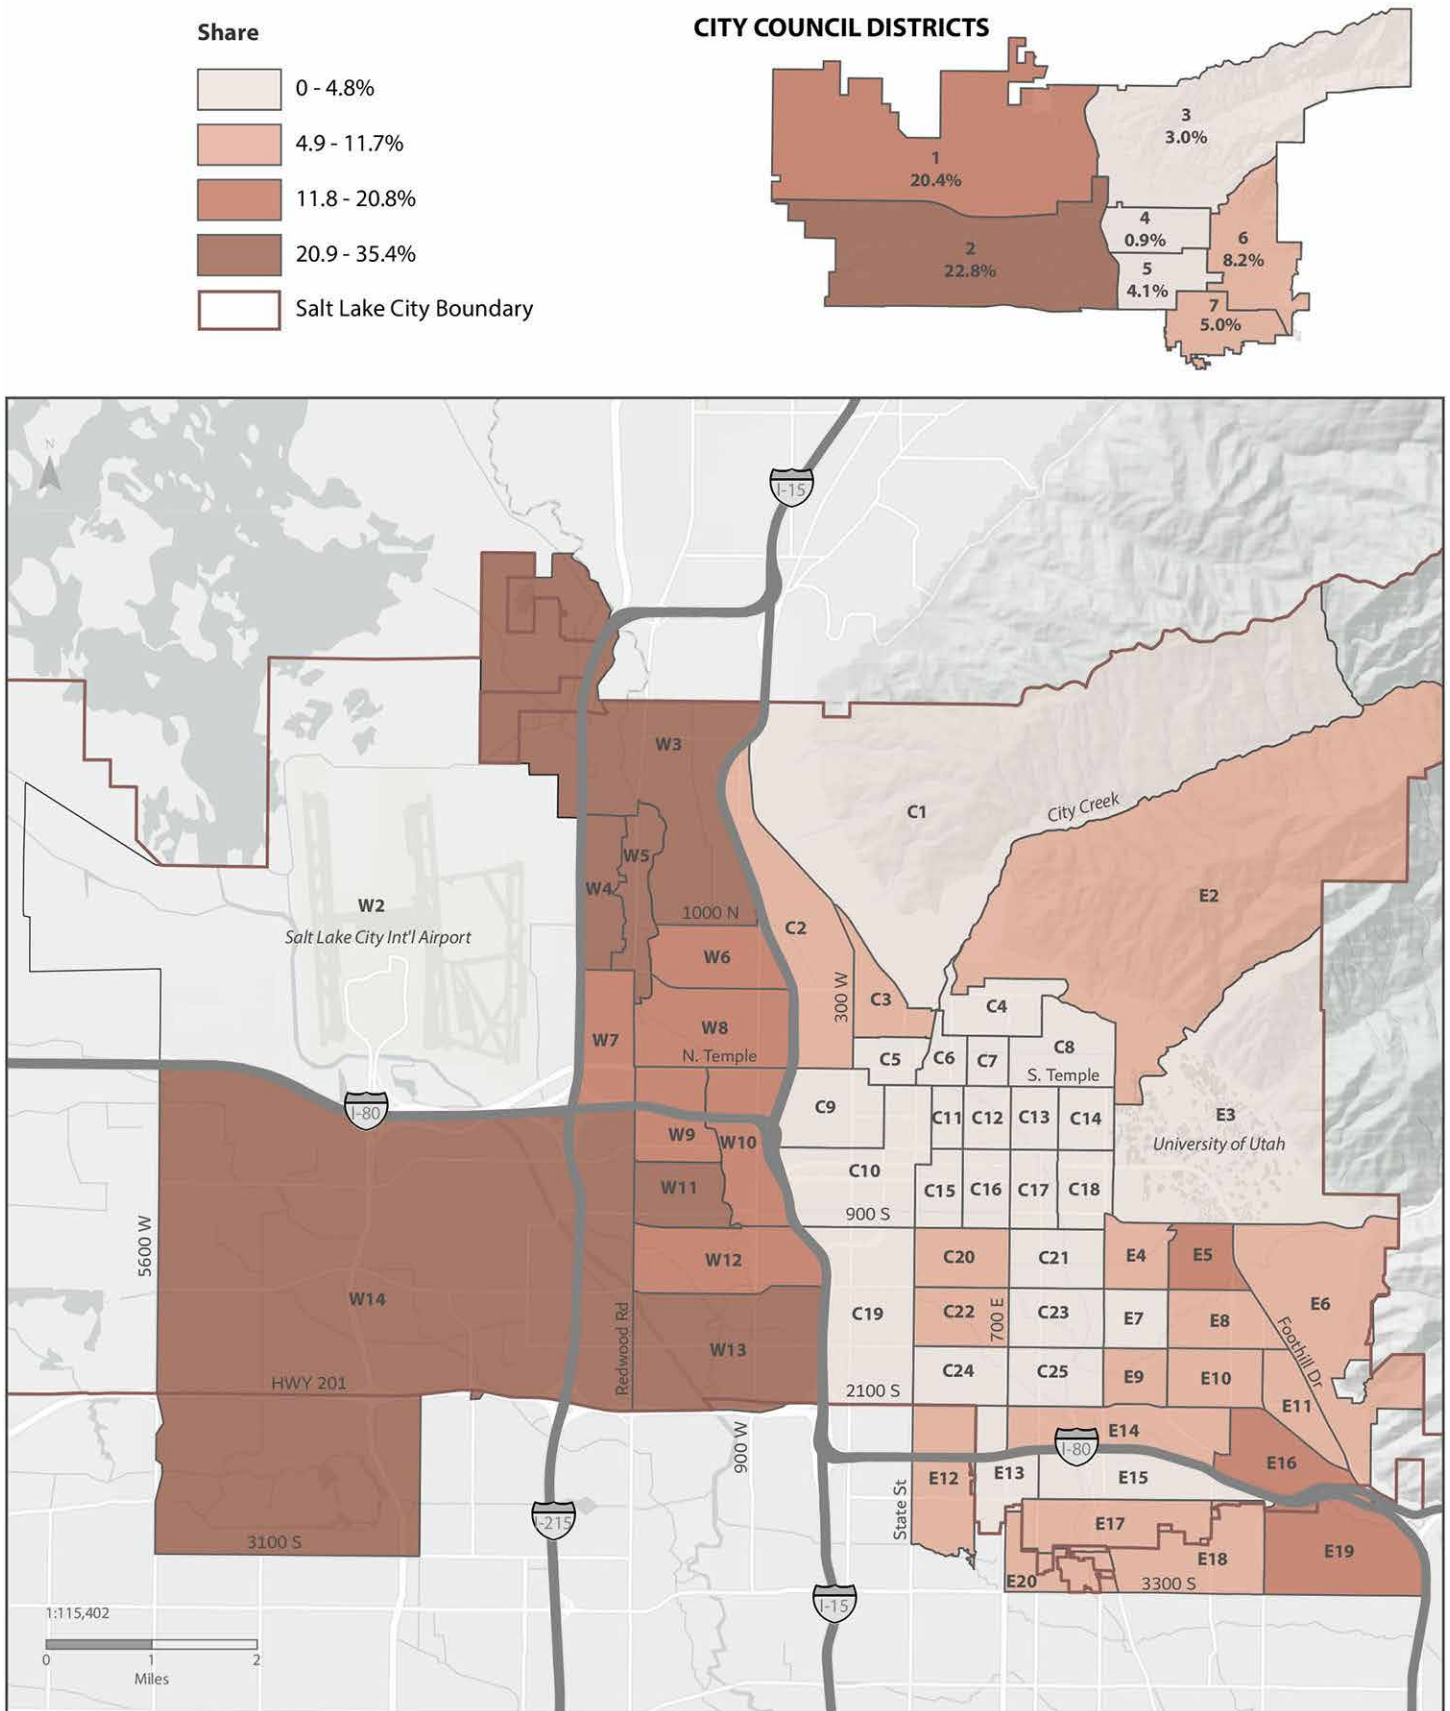 Share
0 - 4.8%
4.9 - 11.7%
11.8 - 20.8%
20.9 - 35.4%
Salt Lake City Boundary
CITY COUNCIL DISTRICTS
3
3.0%
1
20.4%
4
0.9%
6
8.2%
2
22.8%
5
4.1%
7
5.0%
N
I-15
W3
C1
City Creek
W5
W4
E2
W2
Salt Lake City Int'l Airport
1000 N
C2
W6
300 W
C3
C4
W7
W8
N. Temple
C5
C6
C7
C8
S. Temple
I-80
C9
C11
C12
C13
C14
E3
University of Utah
W9
W10
C10
W11
C15
C16
C17
C18
900 S
5600 W
W12
C20
C21
E4
E5
W14
C19
C22
700 E
C23
E7
E8
E6
Redwood Rd
W13
Foothill Dr
HWY 201
2100 S
C24
C25
E9
E10
E11
900 W
E14
I-80
E16
State St
E12
E13
E15
I-215
E17
3100 S
E18
E19
E20
3300 S
I-15
1:115,402
0
1
2
Miles